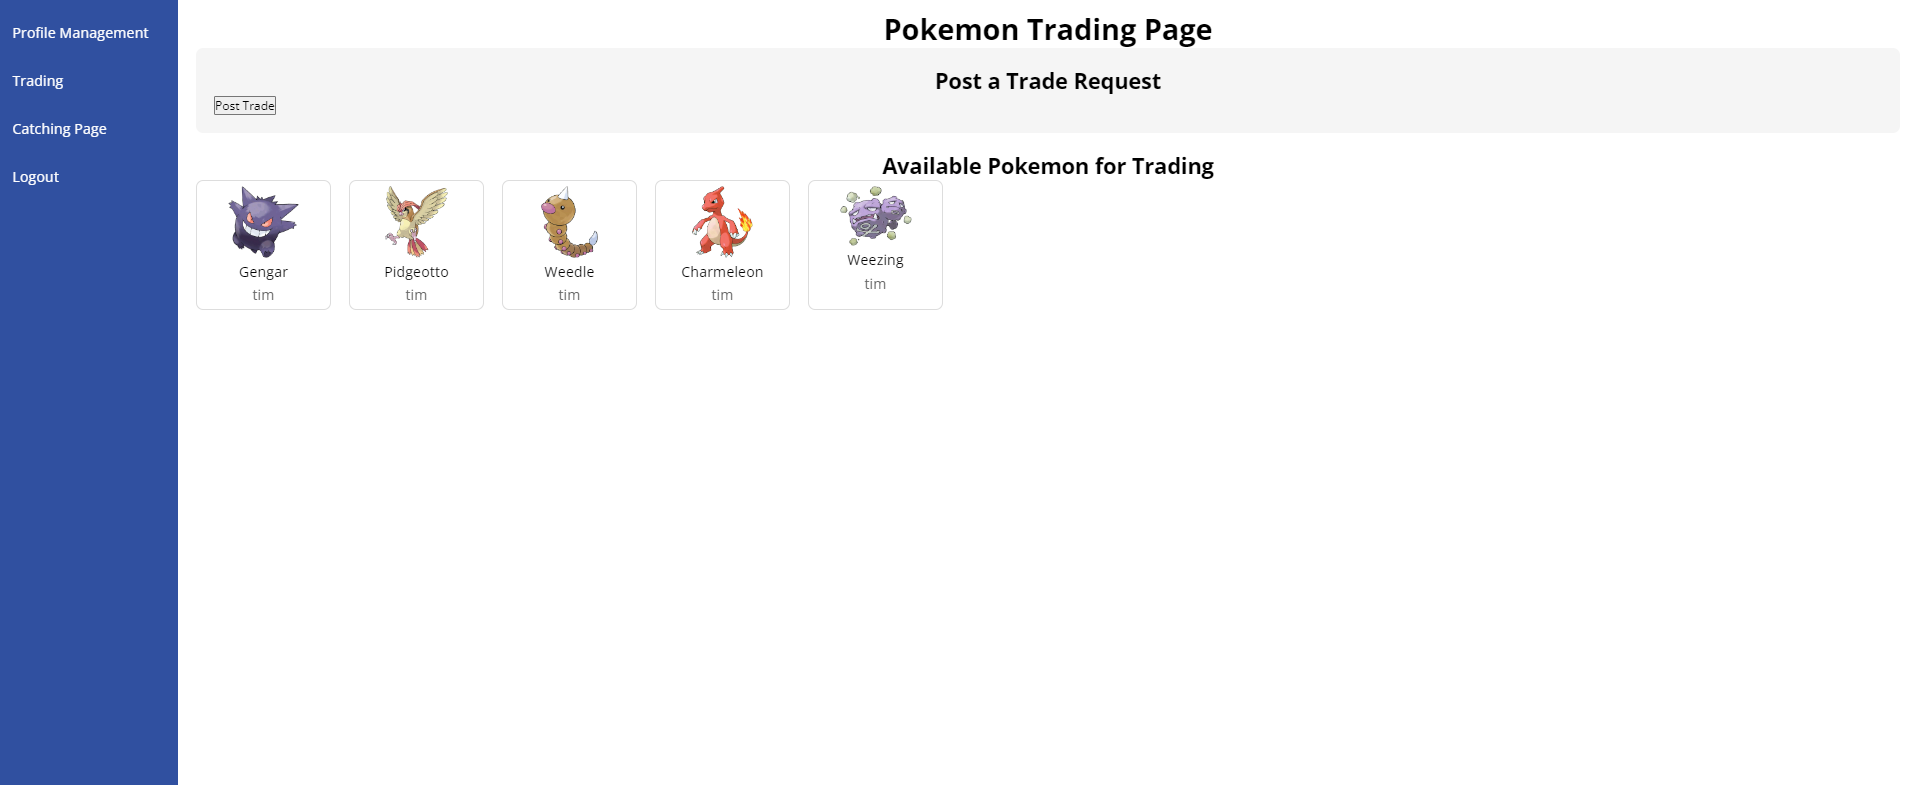 Profile Management
Trading
Catching Page
Logout
Pokemon Trading Page
Post a Trade Request
Post Trade
Available Pokemon for Trading
Gengar
tim
Pidgeotto
tim
Weedle
tim
Charmeleon
tim
Weezing
tim